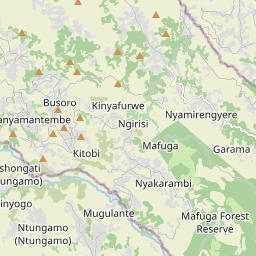 Busoro
Kinyafurwe
Nyamirengyere
anyamantembe
Ngirisi
Mafuga
Garama
Kitobi
shongati
ungamo)
Nyakarambi
inyogo
Mugulante
Ntungamo
(Ntungamo)
Mafuga Forest
Reserve